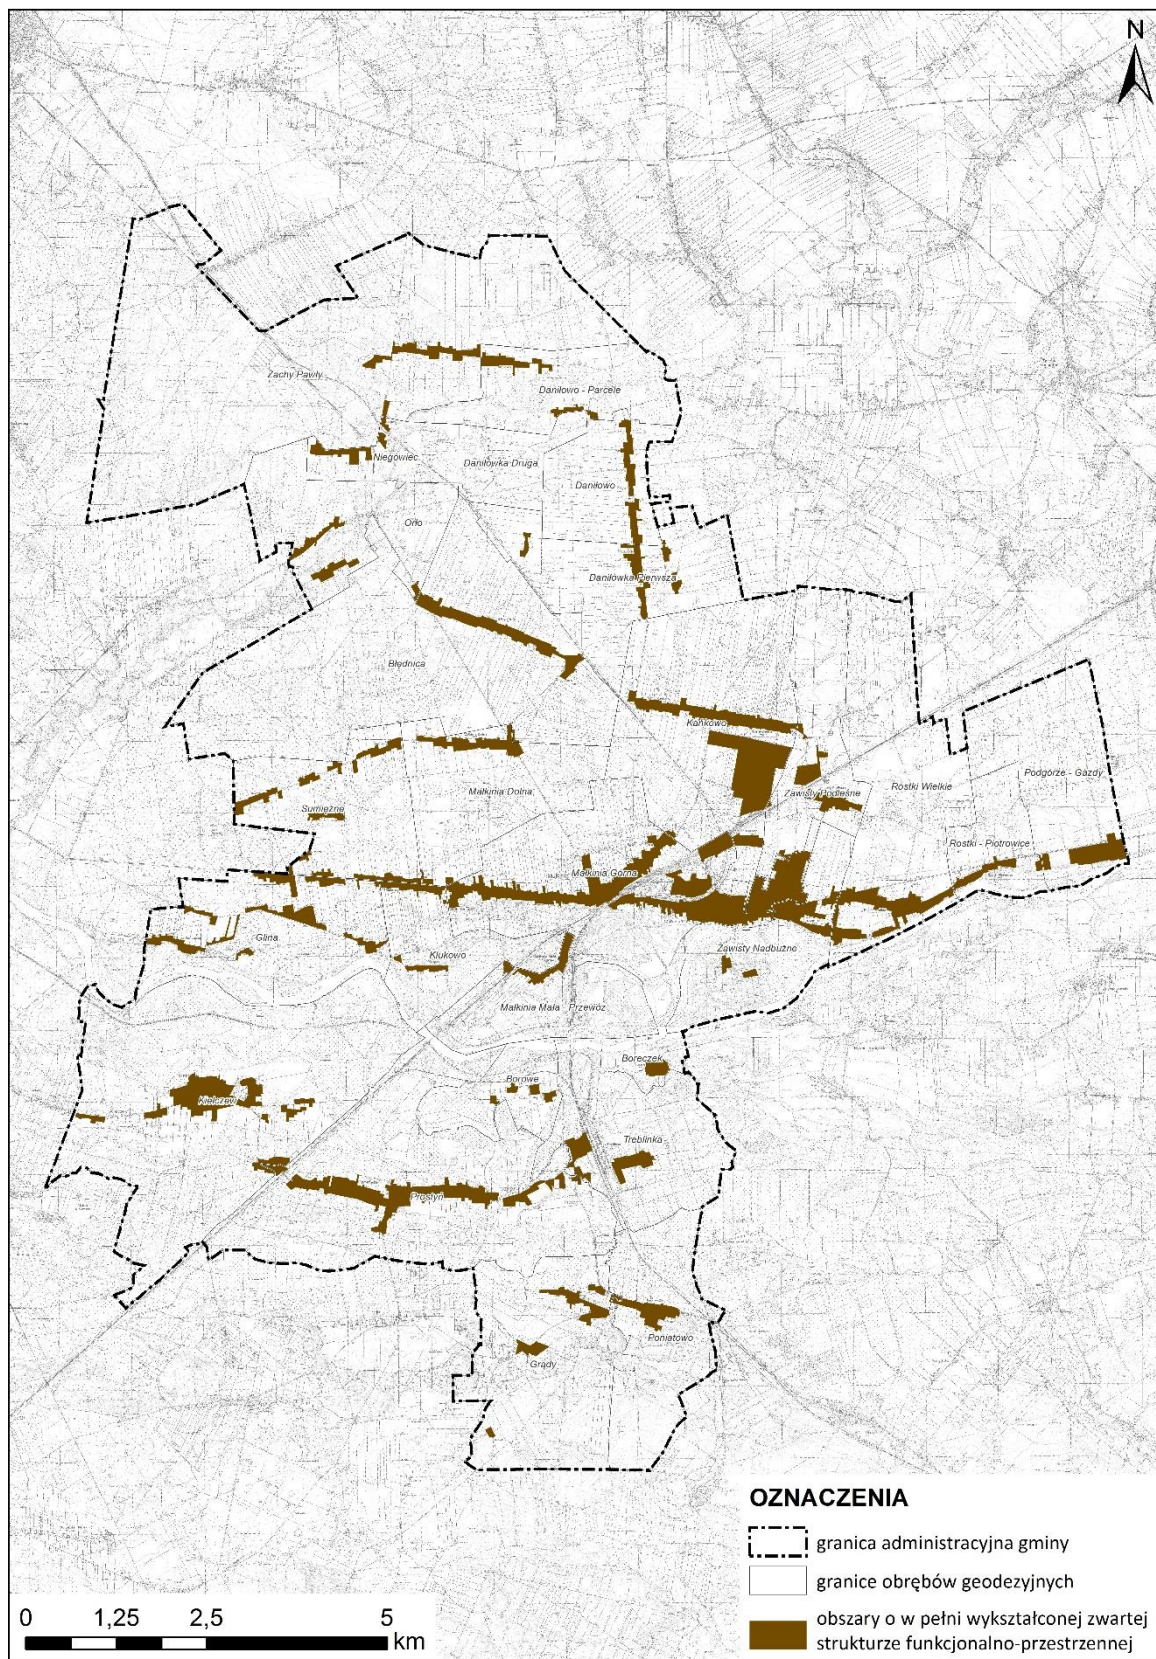 N
Żachy Pawły
Daniłowo - Parcele
Niegowiec
Daniłówka Druga
Daniłowo
Orło
Daniłówka Pierwsza
Błędnica
Kańkowo
Podgórze - Gazdy
Rostki Wielkie
Zawisty Podleśne
Małkinia Dolna
Sumiężne
Rostki - Piotrowice
Małkinia Górna
Glina
Klukowo
Zawisty Nadbużne
Małkinia Mała - Przewóz
Boreczek
Borowe
Kiełczew
Treblinka
Prostyń
Poniatowo
Grądy
OZNACZENIA
granica administracyjna gminy
granice obrębów geodezyjnych
obszary o w pełni wykształconej zwartej
strukturze funkcjonalno-przestrzennej
0 1,25 2,5 5
km